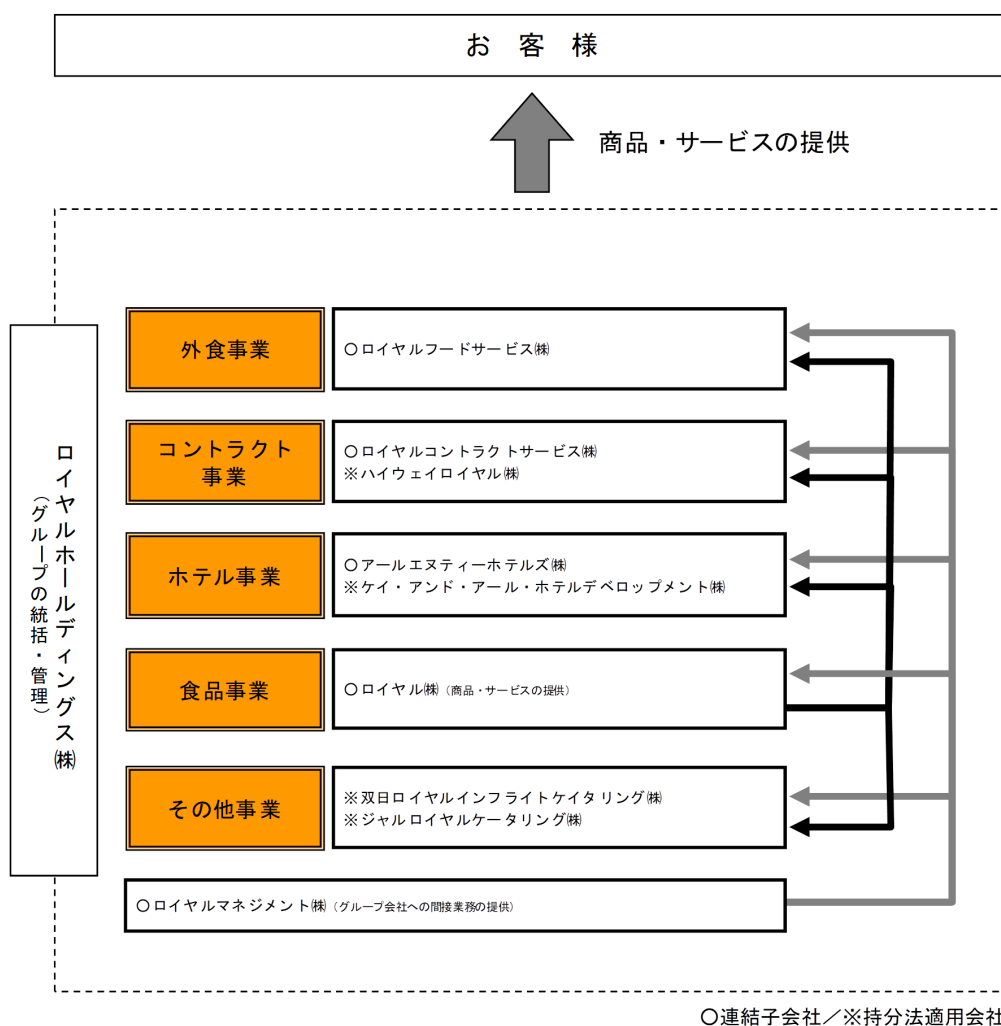 お客様
商品・サービスの提供
ロイヤルホールディングス㈱
（グループの統括・管理）
外食事業
〇ロイヤルフードサービス㈱
コントラクト
事業
〇ロイヤルコントラクトサービス㈱
※ハイウェイロイヤル㈱
ホテル事業
〇アールエヌティーホテルズ㈱
※ケイ・アンド・アール・ホテルデベロップメント㈱
食品事業
〇ロイヤル㈱（商品・サービスの提供）
その他事業
※双日ロイヤルインフライトケイタリング㈱
※ジャルロイヤルケータリング㈱
〇ロイヤルマネジメント㈱（グループ会社への間接業務の提供）
〇連結子会社／※持分法適用会社